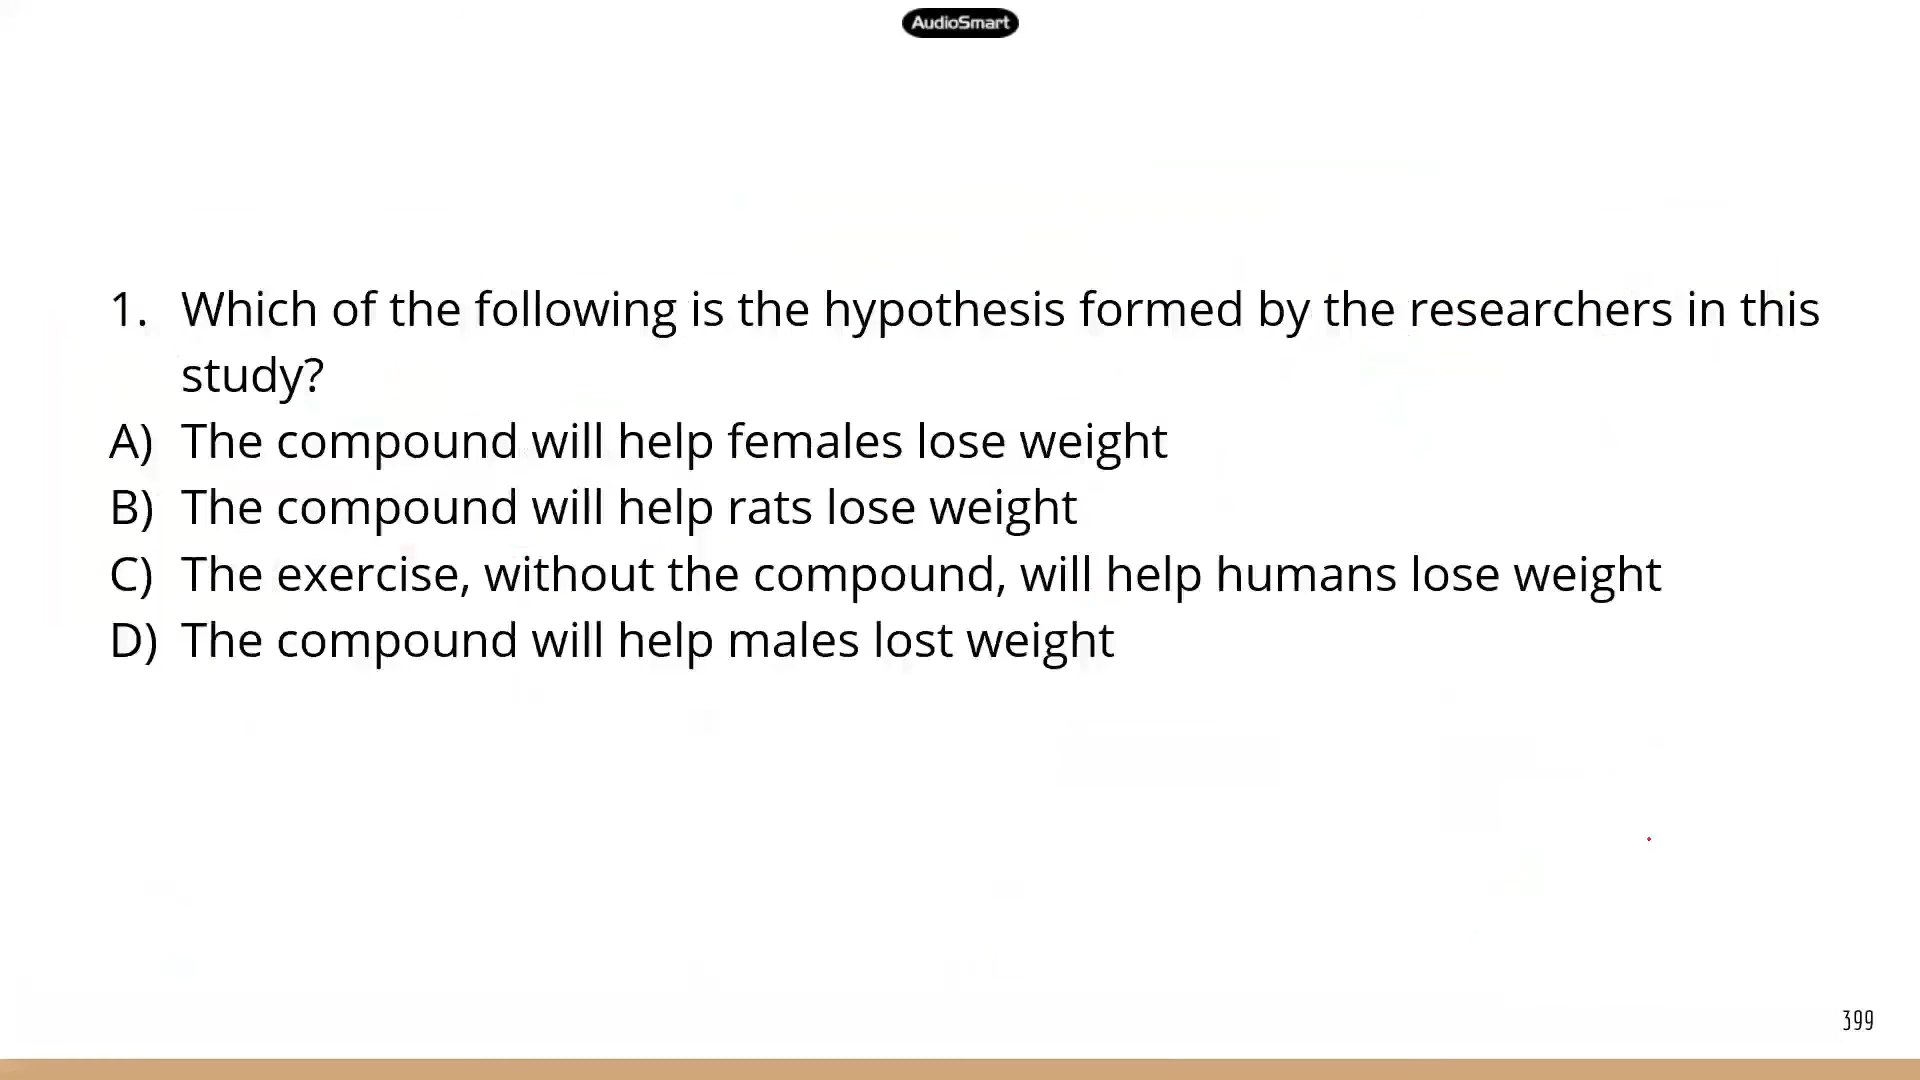 AudioSmart
1. Which of the following is the hypothesis formed by the researchers in this
study?
A) The compound will help females lose weight
B) The compound will help rats lose weight
C) The exercise, without the compound, will help humans lose weight
D) The compound will help males lost weight
399